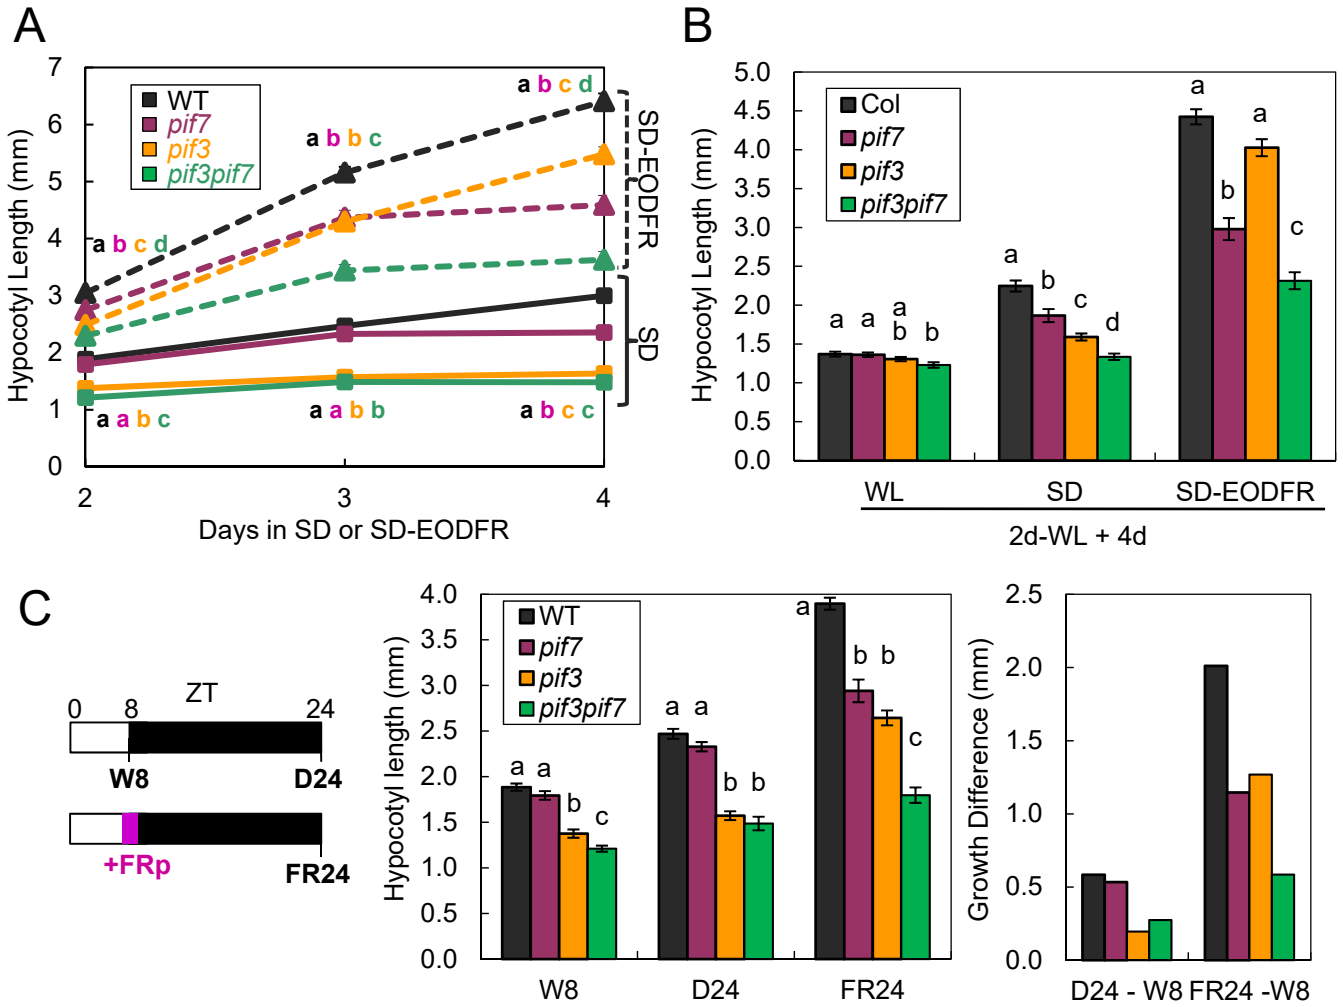 A
7
6
5
4
3
2
1
0
Hypocotyl Length (mm)
WT
pif7
pif3
pif3pif7
a b c d
a b b c
a b c d
a a b c
a a b b
a b c c
SD-EODFR
SD
2
3
4
Days in SD or SD-EODFR
B
5.0
4.5
4.0
3.5
3.0
2.5
2.0
1.5
1.0
0.5
0.0
Hypocotyl Length (mm)
Col
pif7
pif3
pif3pif7
a
a
a
b
b
a
b
c
d
a
b
a
c
WL
SD
SD-EODFR
2d-WL + 4d
C
ZT
0
8
24
W8
D24
+FRp
FR24
4.0
3.5
3.0
2.5
2.0
1.5
1.0
0.5
0.0
Hypocotyl length (mm)
WT
pif7
pif3
pif3pif7
a
a
b
c
a
a
b
b
a
b
b
c
W8
D24
FR24
2.5
2.0
1.5
1.0
0.5
0.0
Growth Difference (mm)
D24 - W8
FR24 -W8